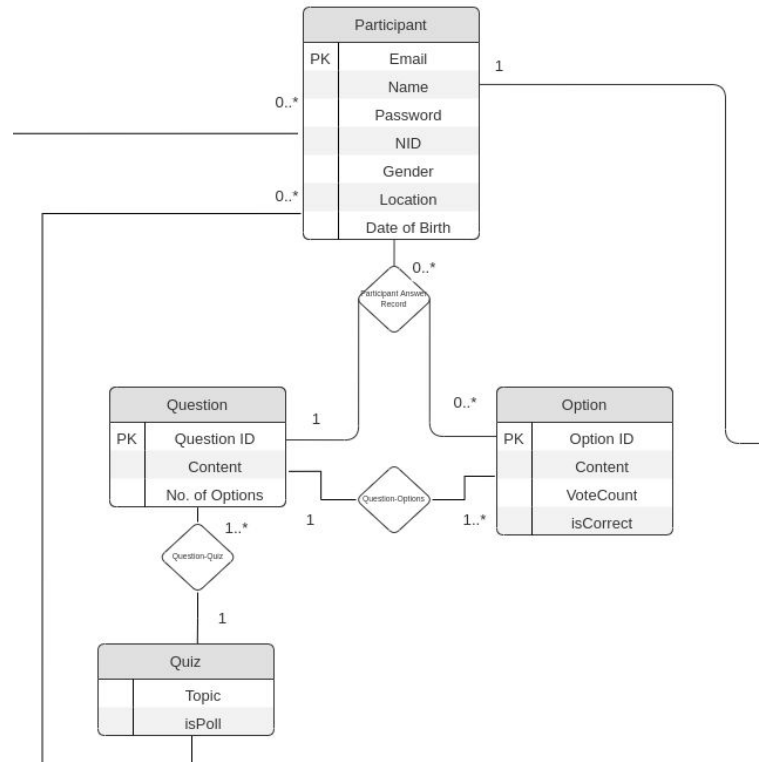 Participant
PK Email
1
Name
0..*
Password
NID
Gender
0..*
Location
Date of Birth
0..*
Participant Answer
Record
Question
Option
0..*
1
PK Question ID
PK Option ID
Content
Content
No. of Options
Question-Options
VoteCount
1
1..*
isCorrect
1..*
Question-Quiz
1
Quiz
Topic
isPoll